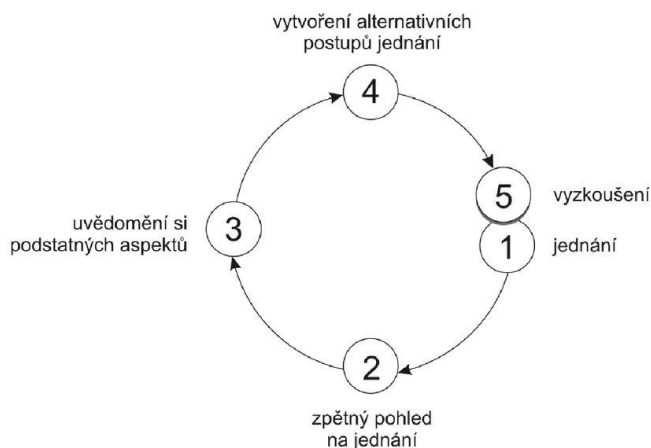 vytvoření alternativních
postupů jednání
4
5
vyzkoušení
uvědomění si
podstatných aspektů
3
1
jednání
2
zpětný pohled
na jednání